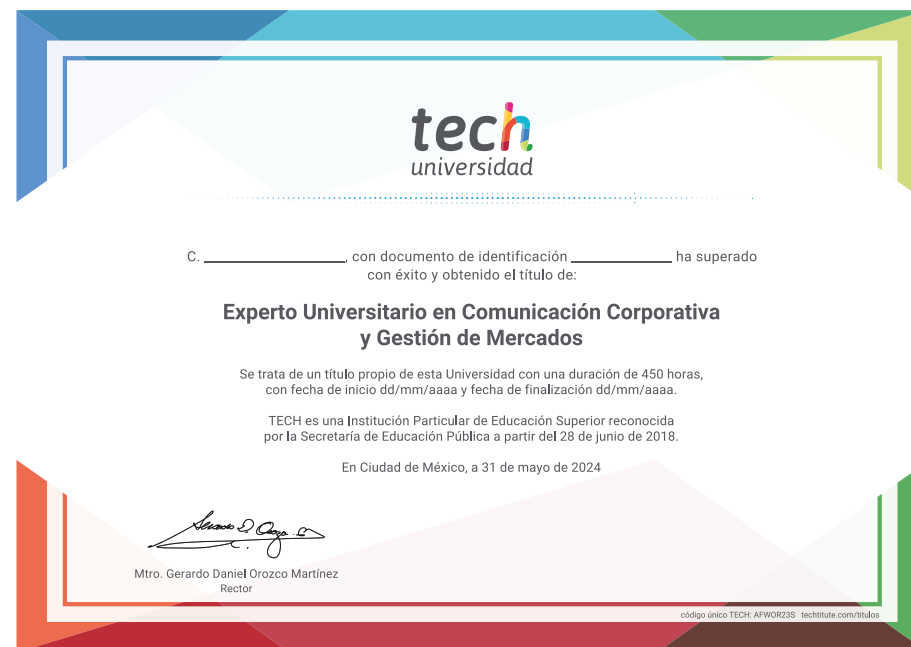 tech
universidad
C. ____________, con documento de identificación ____________ ha superado
con éxito y obtenido el título de:
Experto Universitario en Comunicación Corporativa
y Gestión de Mercados
Se trata de un título propio de esta Universidad con una duración de 450 horas,
con fecha de inicio dd/mm/aaaa y fecha de finalización dd/mm/aaaa.
TECH es una Institución Particular de Educación Superior reconocida
por la Secretaría de Educación Pública a partir del 28 de junio de 2018.
En Ciudad de México, a 31 de mayo de 2024
Mtro. Gerardo Daniel Orozco Martínez
Rector
código único TECH: AFWOR23S techtitute.com/titulos